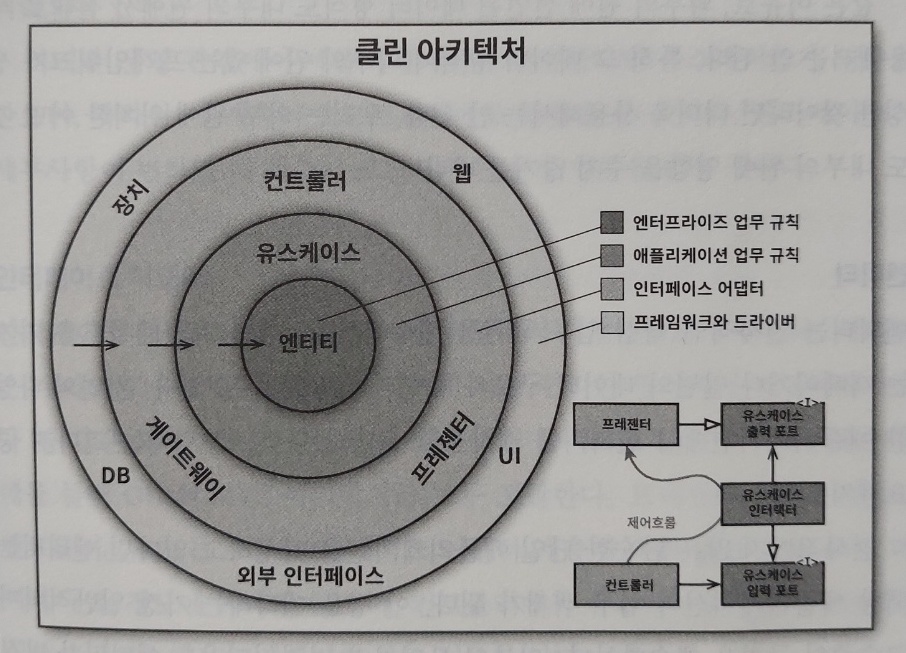 클린 아키텍처
장치
컨트롤러
웹
유스케이스
엔티티
게이트웨이
프레젠터
DB
UI
외부 인터페이스
엔터프라이즈 업무 규칙
애플리케이션 업무 규칙
인터페이스 어댑터
프레임워크와 드라이버
프레젠터
<I>
유스케이스
출력 포트
유스케이스
인터랙터
제어흐름
컨트롤러
<I>
유스케이스
입력 포트